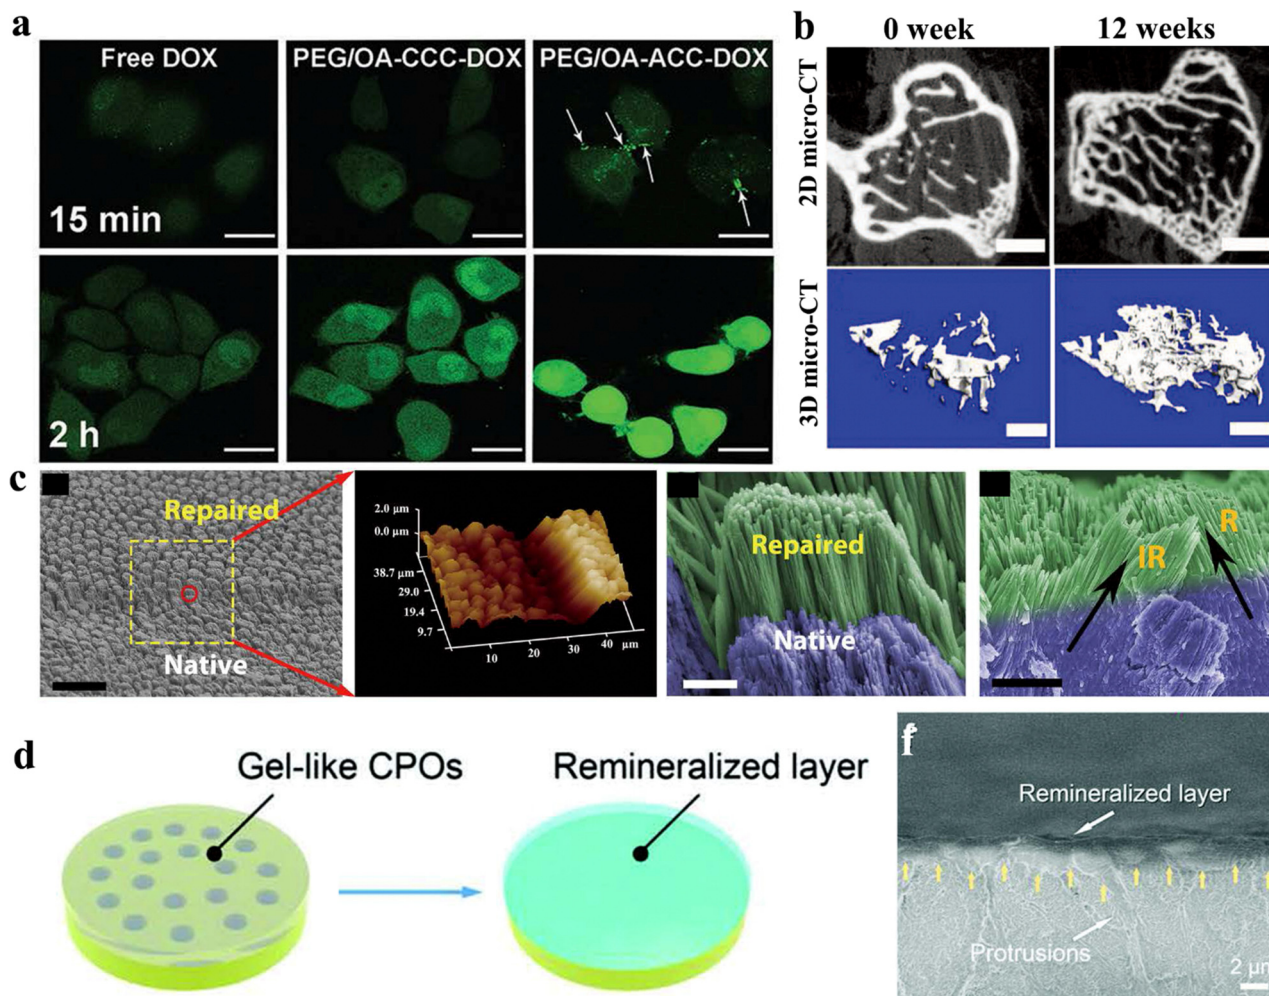 a
Free DOX
PEG/OA-CCC-DOX
PEG/OA-ACC-DOX
15 min
2 h
b
0 week
12 weeks
2D micro-CT
3D micro-CT
c
Repaired
Native
2.0 μm
0.0 μm
38.7 μm
29.0
19.4
9.7
10
20
30
40
μm
Repaired
Native
R
IR
d
Gel-like CPOs
Remineralized layer
f
Remineralized layer
Protrusions
2 μm